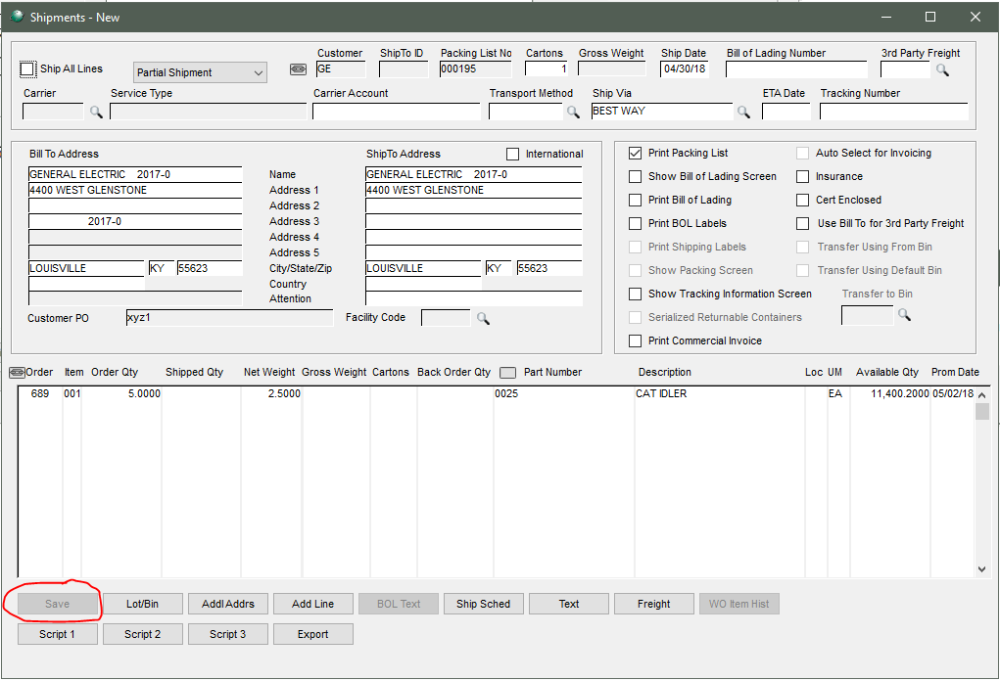 Shipments - New
Customer ShipTo ID Packing List No Cartons Gross Weight Ship Date Bill of Lading Number 3rd Party Freight
Ship All Lines Partial Shipment GE 000195 1 04/30/18
Carrier Service Type Carrier Account Transport Method Ship Via ETA Date Tracking Number
BEST WAY
Bill To Address ShipTo Address International
GENERAL ELECTRIC 2017-0 Name GENERAL ELECTRIC 2017-0
4400 WEST GLENSTONE Address 1 4400 WEST GLENSTONE
Address 2
2017-0 Address 3
Address 4
Address 5
LOUISVILLE KY 55623 City/State/Zip LOUISVILLE KY 55623
Country
Attention
Customer PO xyz1 Facility Code
Print Packing List Auto Select for Invoicing
Show Bill of Lading Screen Insurance
Print Bill of Lading Cert Enclosed
Print BOL Labels Use Bill To for 3rd Party Freight
Print Shipping Labels Transfer Using From Bin
Show Packing Screen Transfer Using Default Bin
Show Tracking Information Screen Transfer to Bin
Serialized Returnable Containers
Print Commercial Invoice
Order Item Order Qty Shipped Qty Net Weight Gross Weight Cartons Back Order Qty Part Number Description Loc UM Available Qty Prom Date
689 001 5.0000 2.5000 0025 CAT IDLER EA 11,400.2000 05/02/18
Save Lot/Bin Addl Addrs Add Line BOL Text Ship Sched Text Freight WO Item Hist
Script 1 Script 2 Script 3 Export